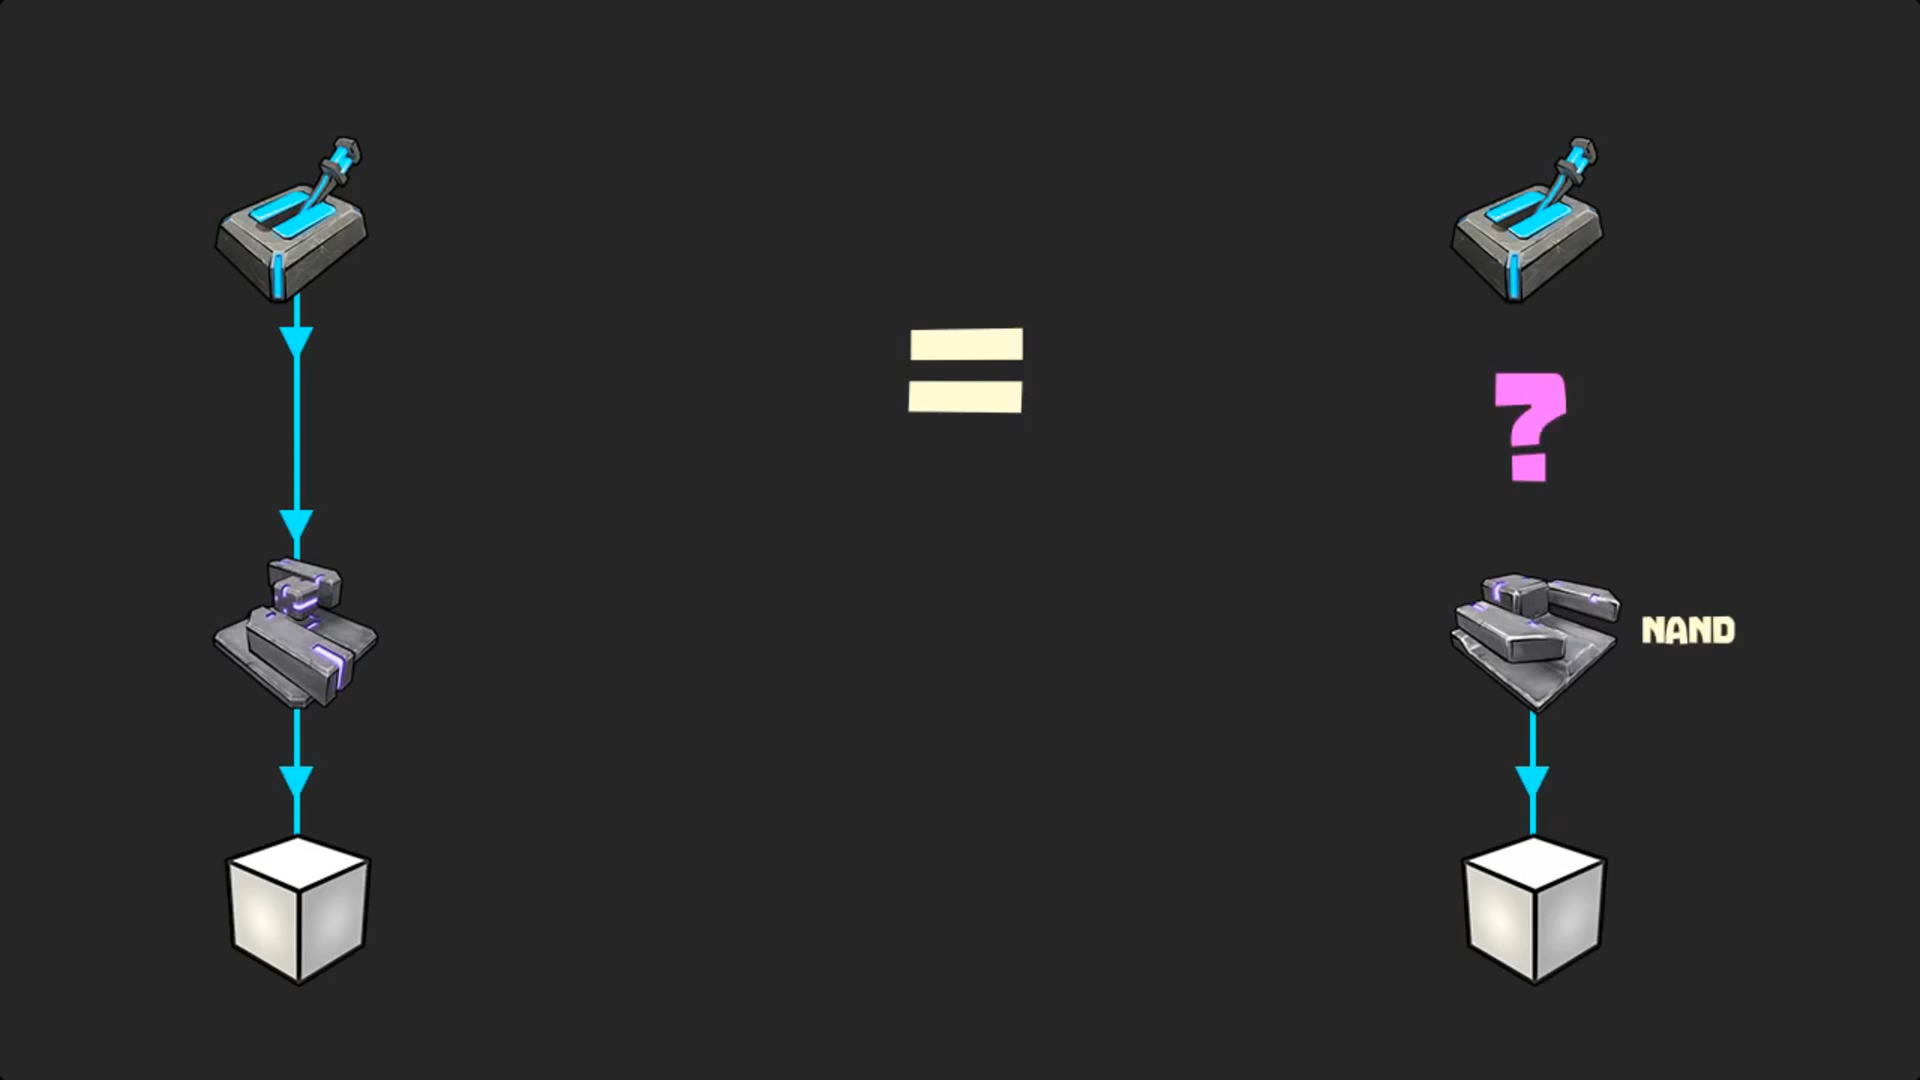 =
?
NAND